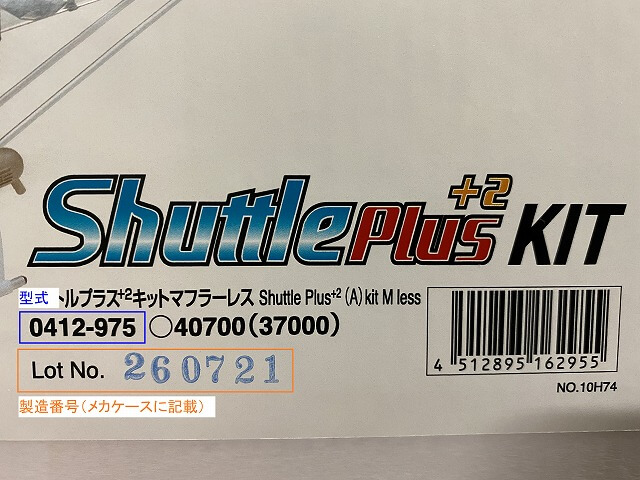 Shuttle Plus +2 KIT
型式
トルプラス+2キットマフラーレス Shuttle Plus+2 (A) kit M less
0412-975 ○40700(37000)
Lot No. 260721
製造番号(メカケースに記載)
4 512895 162955
NO.10H74